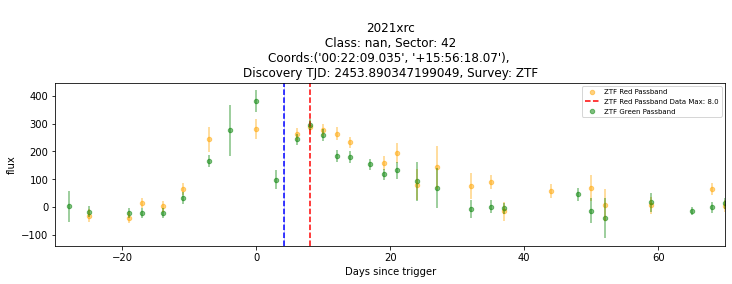 2021xrc
Class: nan, Sector: 42
Coords:('00:22:09.035', '+15:56:18.07'),
Discovery TJD: 2453.890347199049, Survey: ZTF
ZTF Red Passband
ZTF Red Passband Data Max: 8.0
ZTF Green Passband
400
300
200
100
0
−100
flux
−20
0
20
40
60
Days since trigger